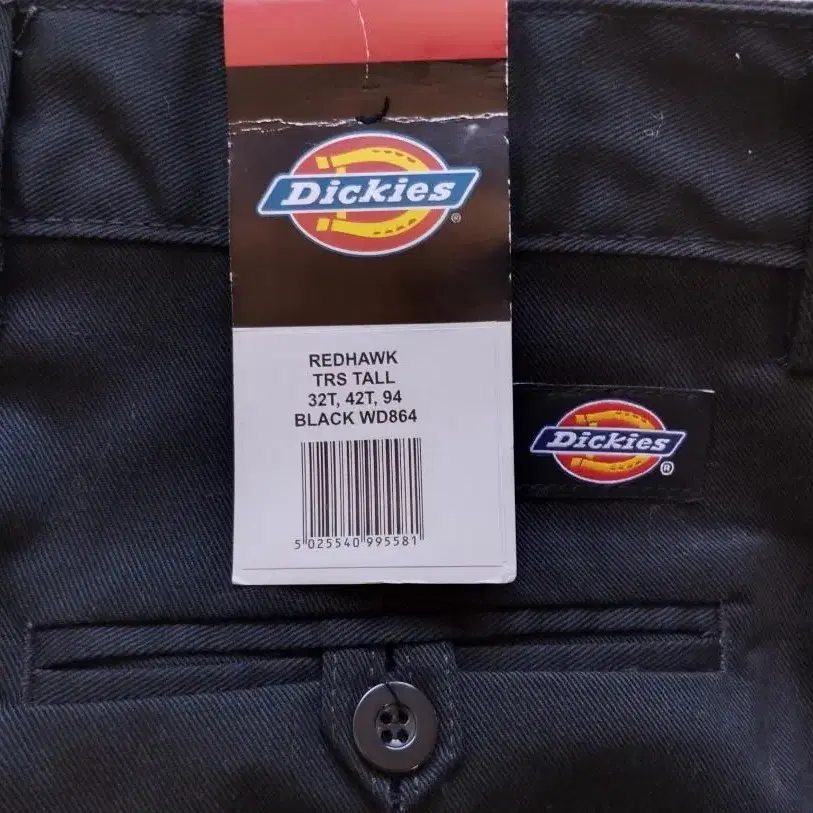 Dickies
®
REDHAWK
TRS TALL
32T, 42T, 94
BLACK WD864
5 025540 995581
Dickies
®